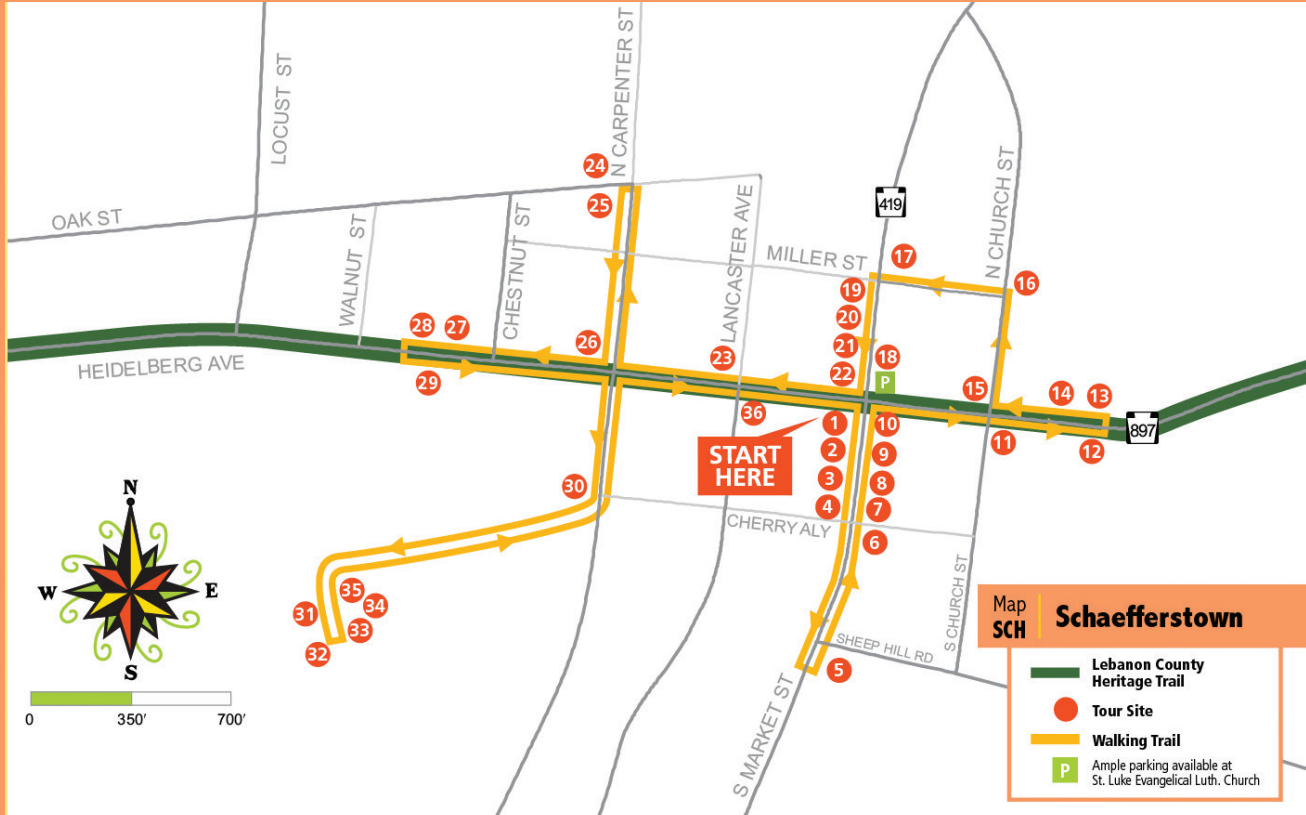 N CARPENTER ST
LOCUST ST
24
25
OAK ST
WALNUT ST
CHESTNUT ST
LANCASTER AVE
419
N CHURCH ST
MILLER ST
17
16
19
20
21
22
18
P
28
27
26
23
HEIDELBERG AVE
29
36
15
14
13
897
1
10
11
12
START
HERE
2
9
3
8
4
7
CHERRY ALY
6
30
N
W
E
S
31
35
34
33
32
S CHURCH ST
SHEEP HILL RD
5
S MARKET ST
0
350'
700'
Map
SCH
Schaefferstown
Lebanon County
Heritage Trail
Tour Site
Walking Trail
P
Ample parking available at
St. Luke Evangelical Luth. Church